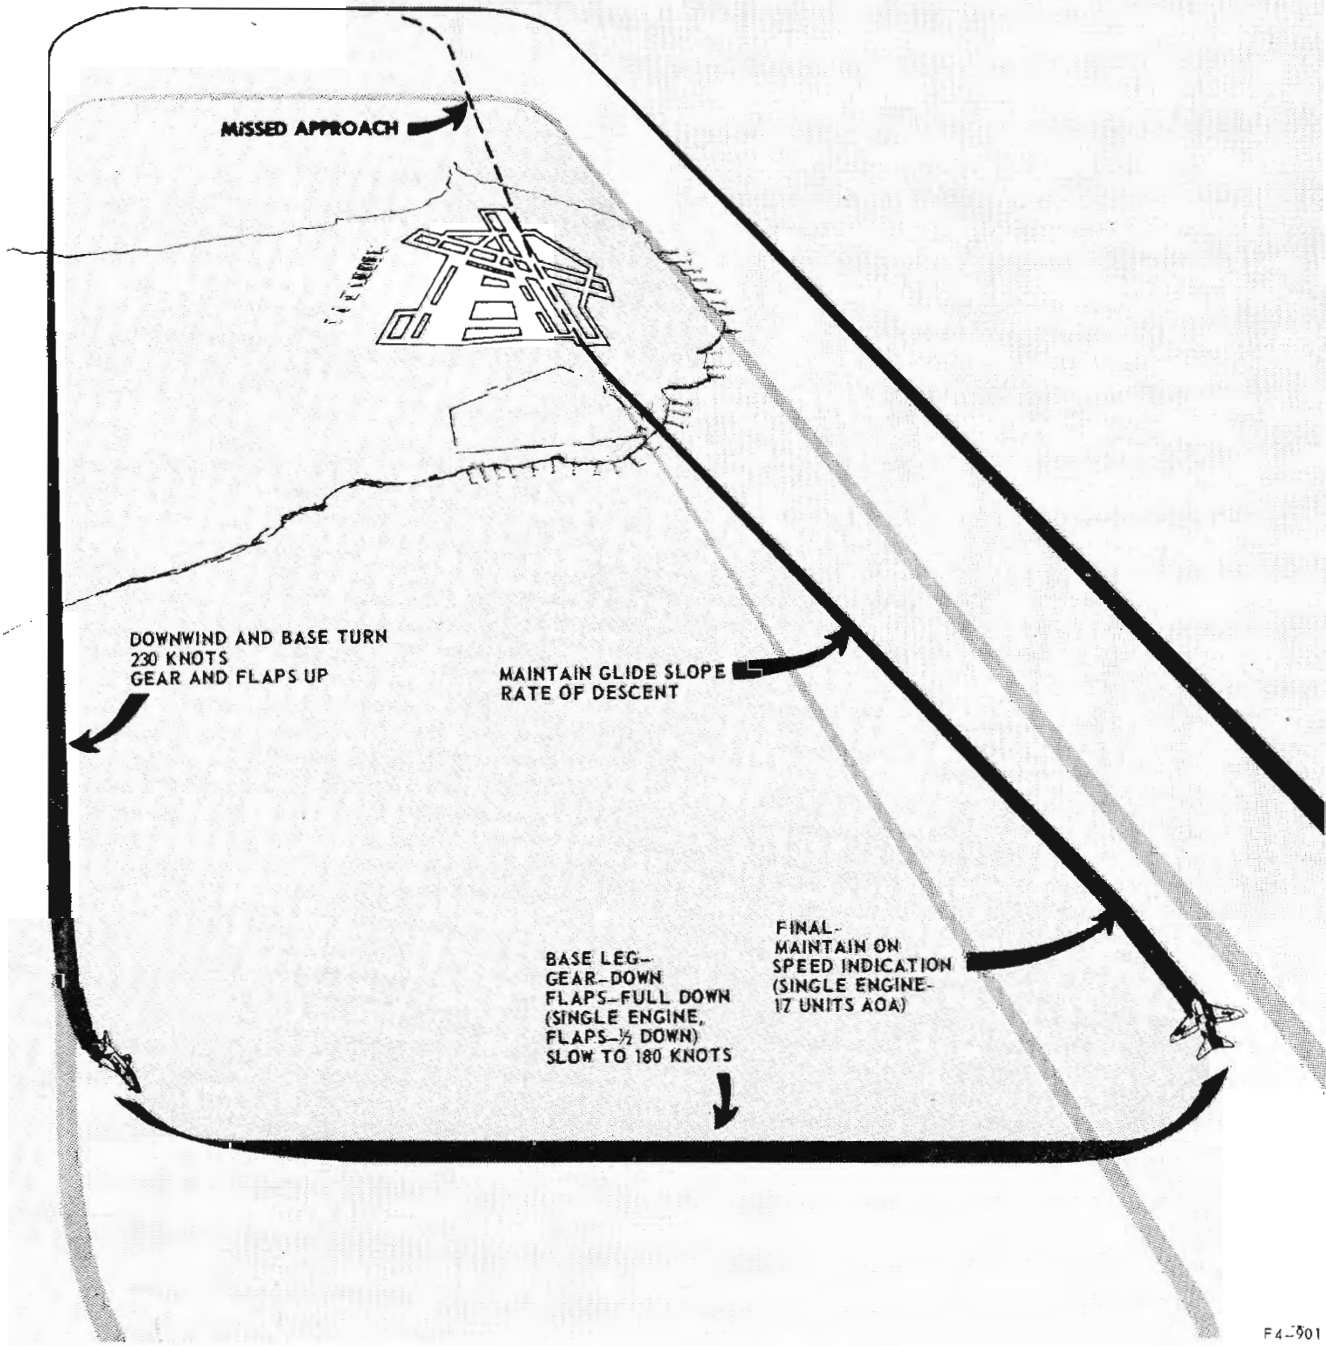 MISSED APPROACH
DOWNWIND AND BASE TURN
230 KNOTS
GEAR AND FLAPS UP
MAINTAIN GLIDE SLOPE
RATE OF DESCENT
BASE LEG–
GEAR–DOWN
FLAPS–FULL DOWN
(SINGLE ENGINE,
FLAPS–½ DOWN)
SLOW TO 180 KNOTS
FINAL–
MAINTAIN ON
SPEED INDICATION
(SINGLE ENGINE–
17 UNITS AOA)
F4–901